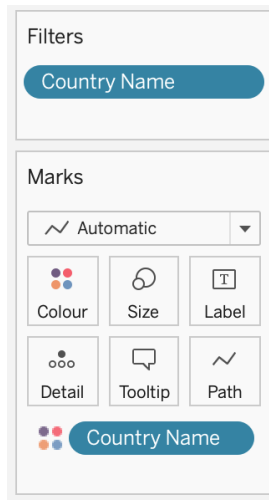 Filters
Country Name
Marks
Automatic
Colour Size Label
T
Detail Tooltip Path
Country Name